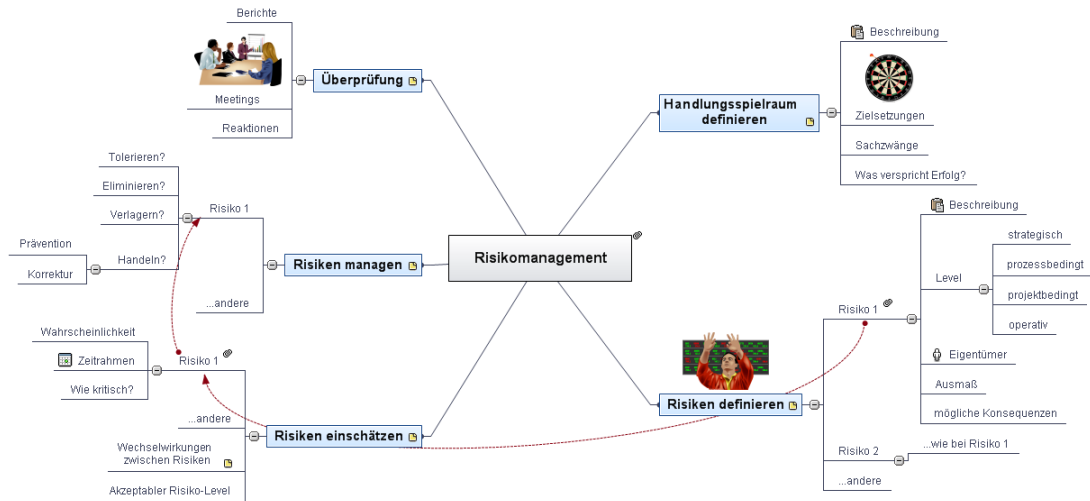 Risikomanagement
Handlungsspielraum
definieren
Beschreibung
Zielsetzungen
Sachzwänge
Was verspricht Erfolg?
Risiken definieren
Risiko 1
Beschreibung
Level
strategisch
prozessbedingt
projektbedingt
operativ
Eigentümer
Ausmaß
mögliche Konsequenzen
Risiko 2
...wie bei Risiko 1
...andere
Risiken einschätzen
Risiko 1
Wahrscheinlichkeit
Zeitrahmen
Wie kritisch?
...andere
Wechselwirkungen
zwischen Risiken
Akzeptabler Risiko-Level
Risiken managen
Risiko 1
Tolerieren?
Eliminieren?
Verlagern?
Handeln?
Prävention
Korrektur
...andere
Überprüfung
Berichte
Meetings
Reaktionen